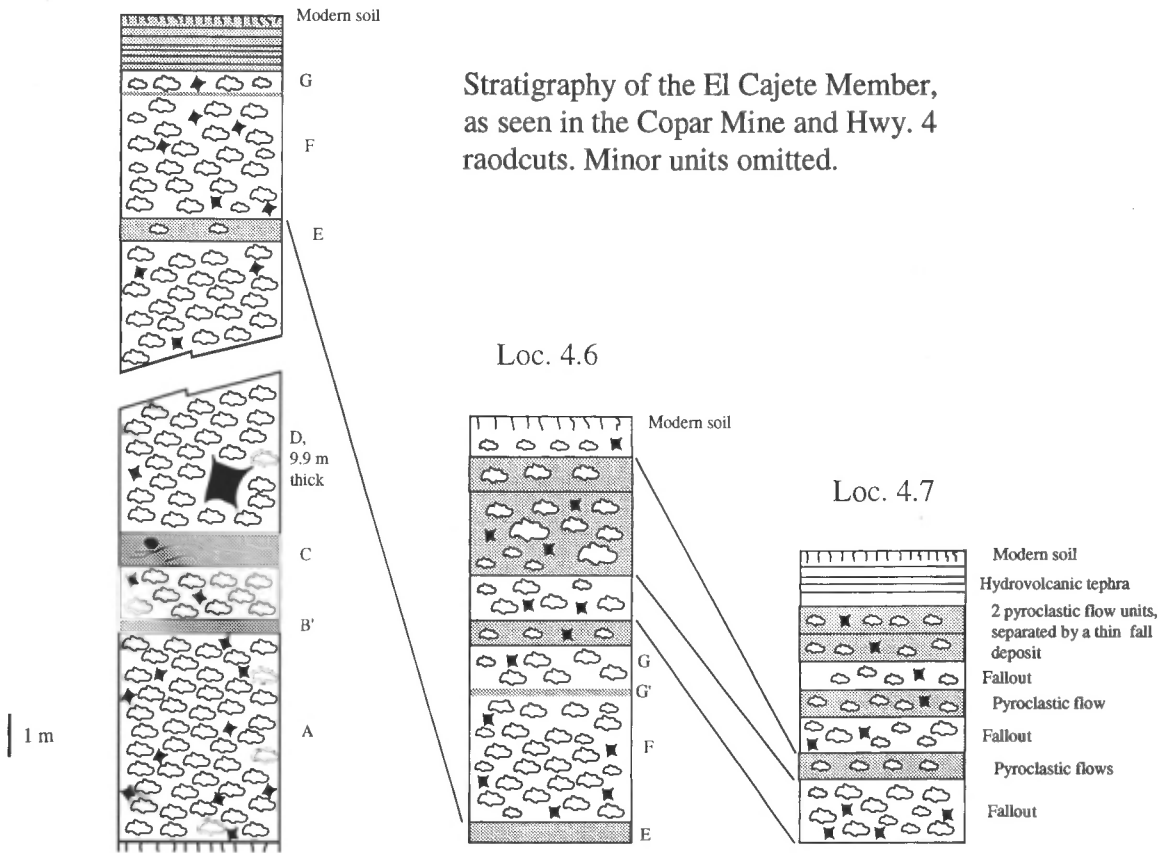 Modern soil
G
F
E
D,
9.9 m
thick
C
B'
A
1 m
Stratigraphy of the El Cajete Member,
as seen in the Copar Mine and Hwy. 4
raodcuts. Minor units omitted.
Loc. 4.6
Modern soil
G
G'
F
E
Loc. 4.7
Modern soil
Hydrovolcanic tephra
2 pyroclastic flow units,
separated by a thin fall
deposit
Fallout
Pyroclastic flow
Fallout
Pyroclastic flows
Fallout